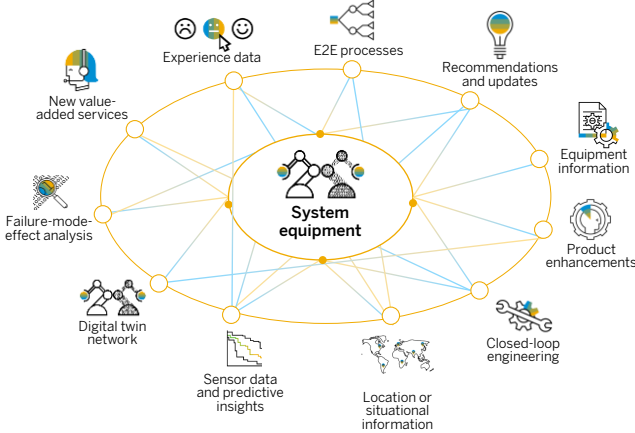 Experience data
E2E processes
Recommendations
and updates
New value-
added services
Equipment
information
System
equipment
Failure-mode-
effect analysis
Product
enhancements
Digital twin
network
Closed-loop
engineering
Sensor data
and predictive
insights
Location or
situational
information